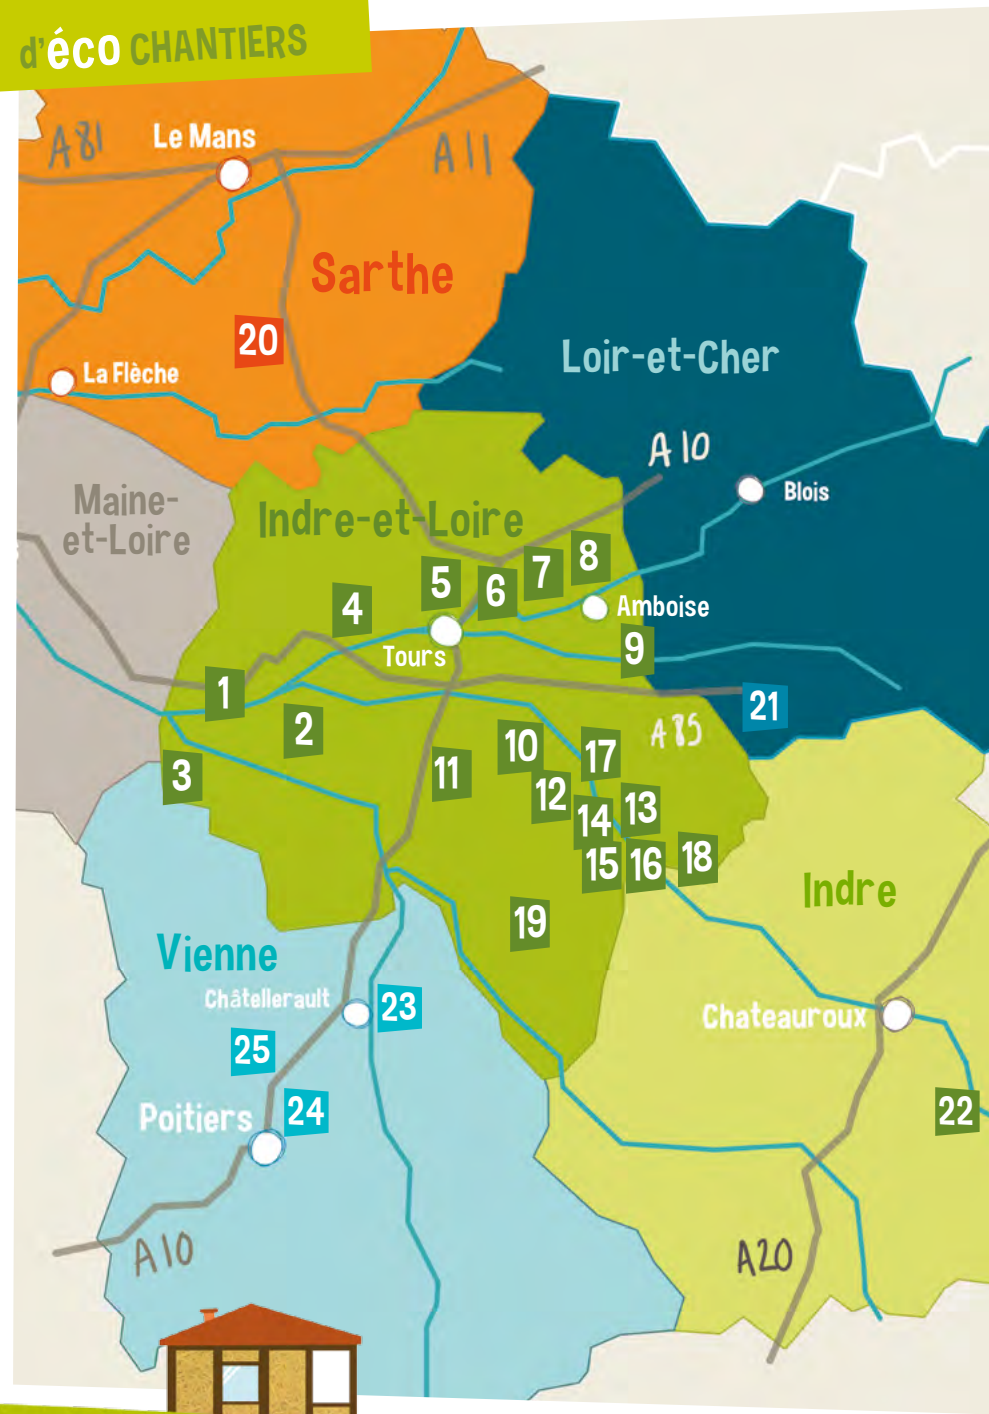 d'éco CHANTIERS
A81
Le Mans
A11
Sarthe
20
Loir-et-Cher
La Flèche
A10
Blois
Maine-
et-Loire
Indre-et-Loire
8
7
5
6
4
Amboise
Tours
9
1
21
2
A85
10
17
3
11
12
13
14
15
16
18
Indre
19
Vienne
Châtellerault
23
Chateauroux
25
24
22
Poitiers
A10
A20